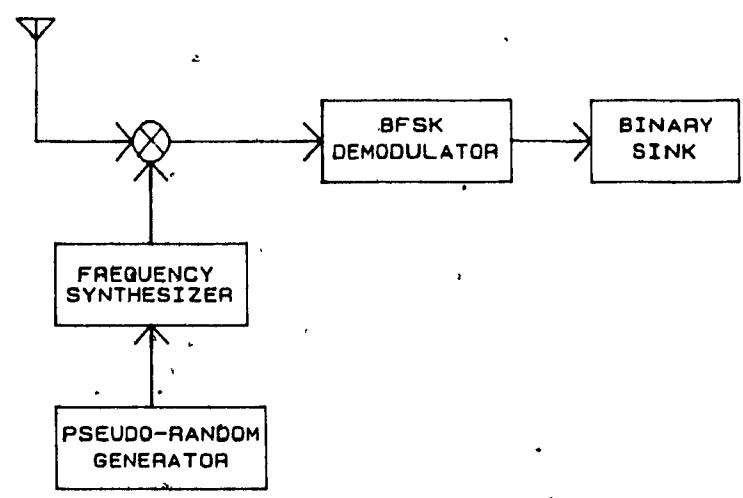 BFSK
DEMODULATOR
BINARY
SINK
FREQUENCY
SYNTHESIZER
PSEUDO-RANDOM
GENERATOR